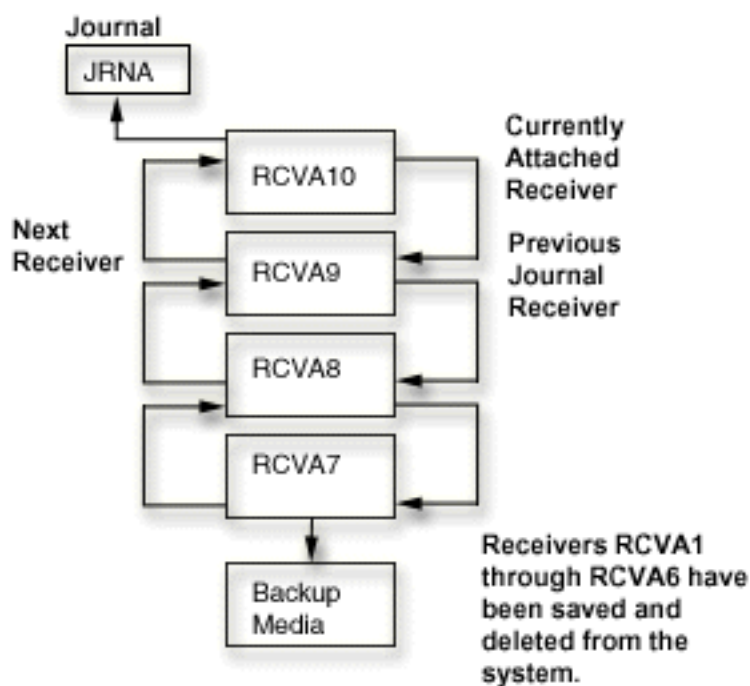 Journal
JRNA
RCVA10
Currently
Attached
Receiver
Next
Receiver
RCVA9
Previous
Journal
Receiver
RCVA8
RCVA7
Backup
Media
Receivers RCVA1
through RCVA6 have
been saved and
deleted from the
system.